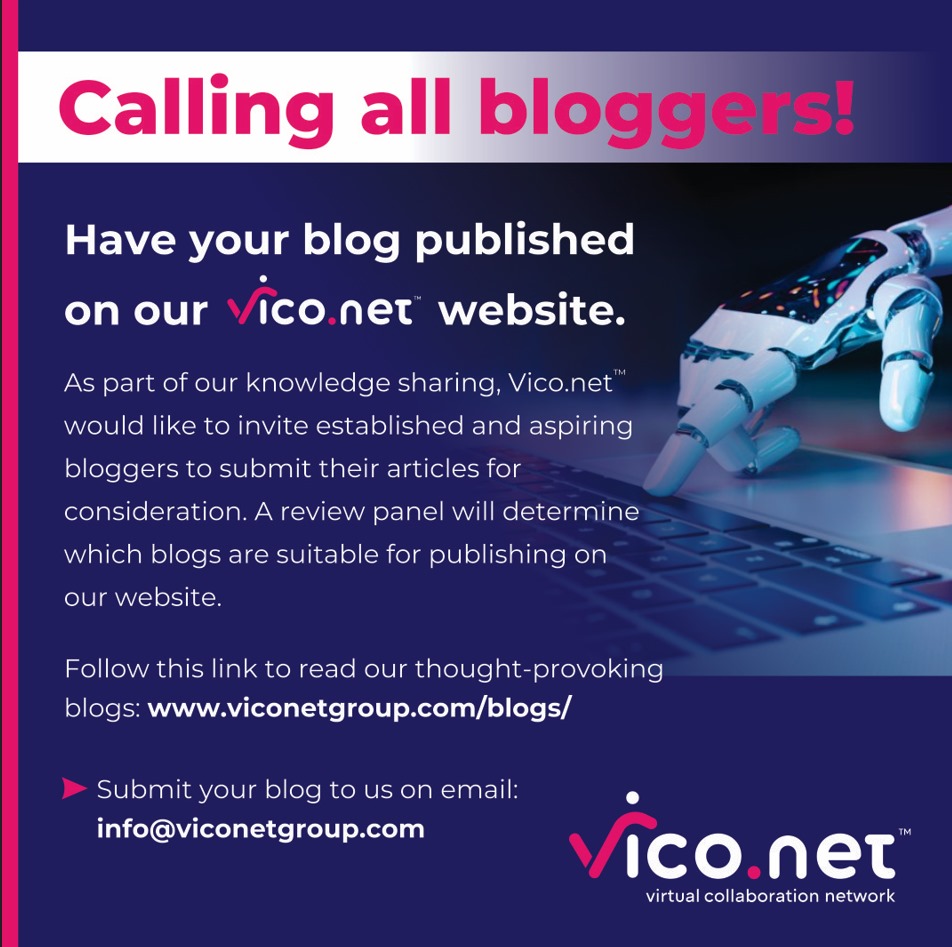 Calling all bloggers!
Have your blog published
on our vico.net™ website.
As part of our knowledge sharing, Vico.net™
would like to invite established and aspiring
bloggers to submit their articles for
consideration. A review panel will determine
which blogs are suitable for publishing on
our website.
Follow this link to read our thought-provoking
blogs: www.viconetgroup.com/blogs/
Submit your blog to us on email:
info@viconetgroup.com
vico.net™
virtual collaboration network